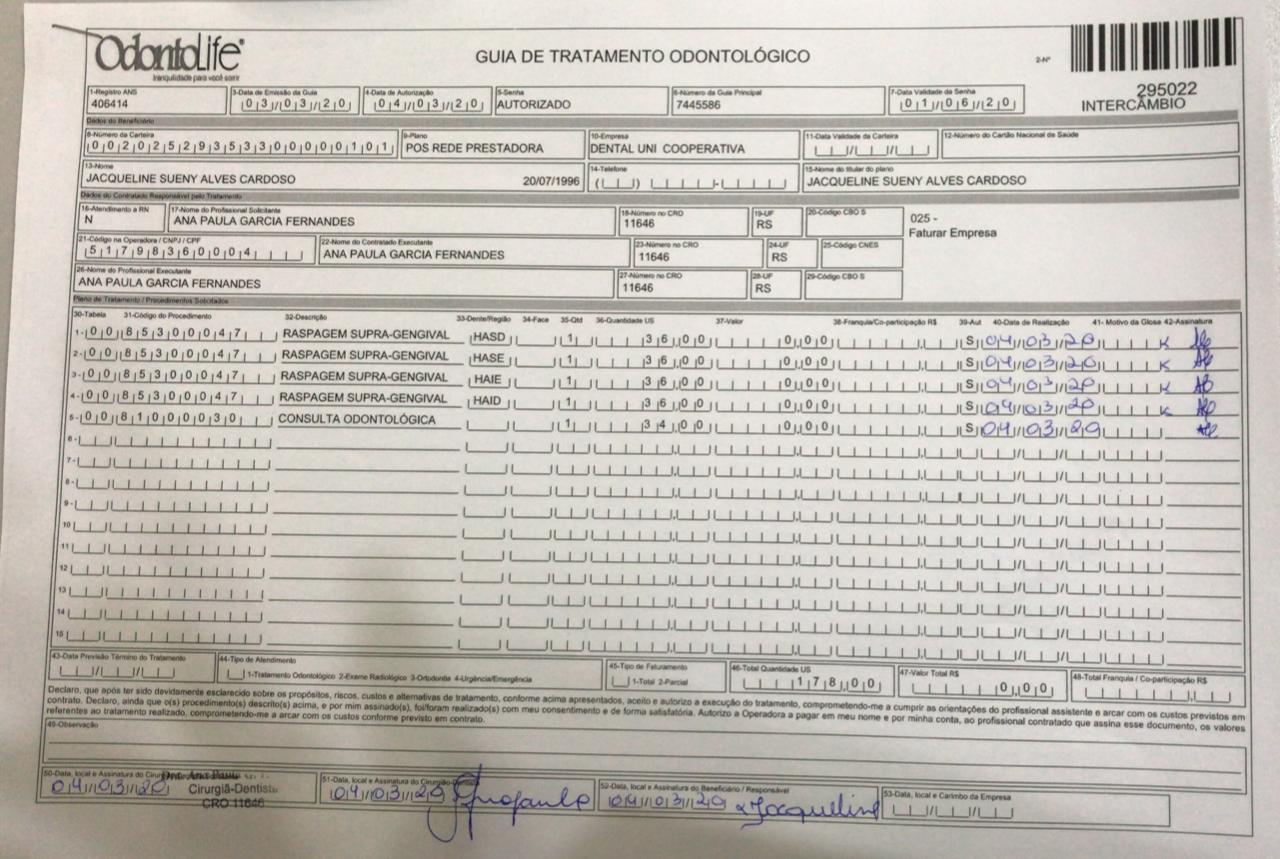 OdontoLife
tranquilidade para você sorrir
GUIA DE TRATAMENTO ODONTOLÓGICO
2-Nº
295022
INTERCÂMBIO
1-Registro ANS 3-Data de Emissão da Guia 4-Data de Autorização 5-Senha 6-Número da Guia Principal 7-Data Validade da Senha
406414 03/03/20 04/03/20 AUTORIZADO 7445586 01/06/20
Dados do Beneficiário
8-Número da Carteira 9-Plano 10-Empresa 11-Data Validade da Carteira 12-Número do Cartão Nacional de Saúde
00202529353300000101 POS REDE PRESTADORA DENTAL UNI COOPERATIVA
13-Nome 14-Telefone 15-Nome do titular do plano
JACQUELINE SUENY ALVES CARDOSO 20/07/1996 JACQUELINE SUENY ALVES CARDOSO
Dados do Contratado Responsável pelo Tratamento
16-Atendimento a RN 17-Nome do Profissional Solicitante 18-Número no CRO 19-UF 20-Código CBO S
N ANA PAULA GARCIA FERNANDES 11646 RS
025 -
Faturar Empresa
21-Código na Operadora / CNPJ / CPF 22-Nome do Contratado Executante 23-Número no CRO 24-UF 25-Código CNES
51798360004 ANA PAULA GARCIA FERNANDES 11646 RS
26-Nome do Profissional Executante 27-Número no CRO 28-UF 29-Código CBO S
ANA PAULA GARCIA FERNANDES 11646 RS
Plano de Tratamento / Procedimentos Solicitados
30-Tabela 31-Código do Procedimento 32-Descrição 33-Dente/Região 34-Face 35-Qtd 36-Quantidade US 37-Valor 38-Franquia/Co-participação R$ 39-Aut 40-Data de Realização 41- Motivo da Glosa 42-Assinatura
1- 00 85300047 RASPAGEM SUPRA-GENGIVAL HASD 1 36,00 0,00 S 04/03/20
2- 00 85300047 RASPAGEM SUPRA-GENGIVAL HASE 1 36,00 0,00 S 04/03/20
3- 00 85300047 RASPAGEM SUPRA-GENGIVAL HAIE 1 36,00 0,00 S 04/03/20
4- 00 85300047 RASPAGEM SUPRA-GENGIVAL HAID 1 36,00 0,00 S 04/03/20
5- 00 81000030 CONSULTA ODONTOLÓGICA 1 34,00 0,00 S 04/03/20
6-
7-
8-
9-
10
11
12
13
14
15
43-Data Previsão Término do Tratamento 44-Tipo de Atendimento 45-Tipo de Faturamento 46-Total Quantidade US 47-Valor Total R$ 48-Total Franquia / Co-participação R$
1-Tratamento Odontológico 2-Exame Radiológico 3-Ortodontia 4-Urgência/Emergência 1-Total 2-Parcial 178,00 0,00
Declaro, que após ter sido devidamente esclarecido sobre os propósitos, riscos, custos e alternativas de tratamento, conforme acima apresentados, aceito e autorizo a execução do tratamento, comprometendo-me a cumprir as orientações do profissional assistente e arcar com os custos previstos em
contrato. Declaro, ainda que o(s) procedimento(s) descrito(s) acima, e por mim assinado(s), foi/foram realizado(s) com meu consentimento e de forma satisfatória. Autorizo a Operadora a pagar em meu nome e por minha conta, ao profissional contratado que assina esse documento, os valores
referentes ao tratamento realizado, comprometendo-me a arcar com os custos conforme previsto em contrato.
49-Observação
50-Data, local e Assinatura do 51-Data, local e Assinatura do Cirurgião-Dentista 52-Data, local e Assinatura do Beneficiário / Responsável 53-Data, local e Carimbo da Empresa
04/03/20 Dra. Ana Paula
Cirurgiã-Dentista
CRO 11646
04/03/20 Anapaula 04/03/20 Jacqueline